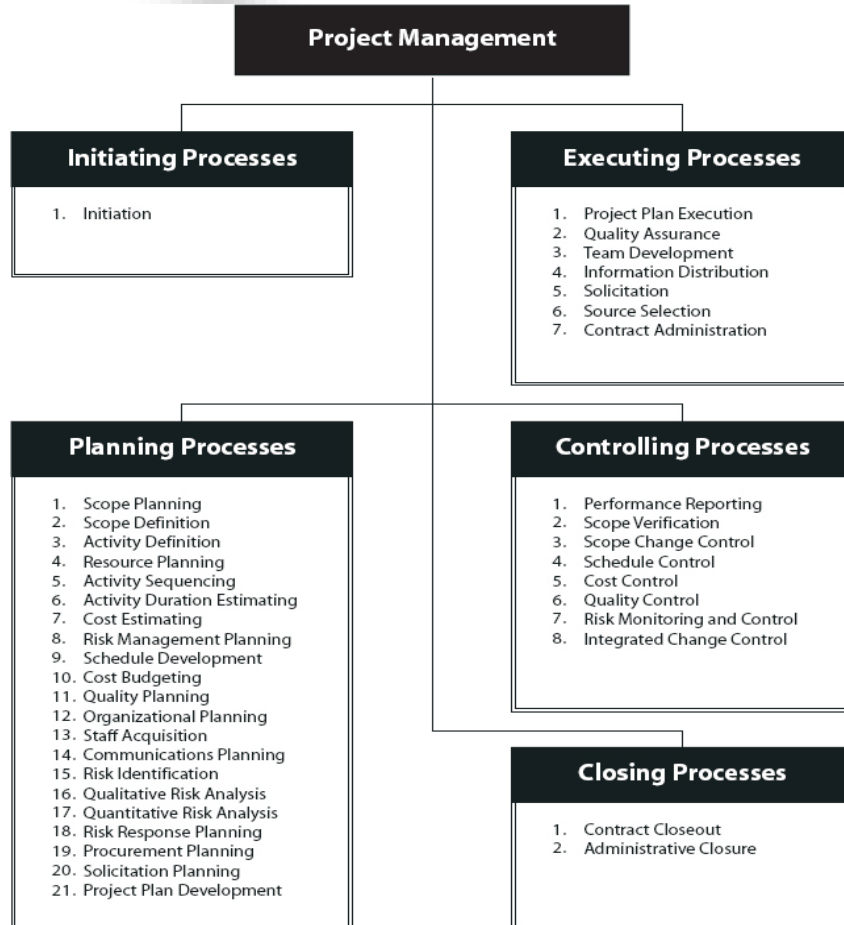 Project Management
Initiating Processes
1. Initiation
Executing Processes
1. Project Plan Execution
2. Quality Assurance
3. Team Development
4. Information Distribution
5. Solicitation
6. Source Selection
7. Contract Administration
Planning Processes
1. Scope Planning
2. Scope Definition
3. Activity Definition
4. Resource Planning
5. Activity Sequencing
6. Activity Duration Estimating
7. Cost Estimating
8. Risk Management Planning
9. Schedule Development
10. Cost Budgeting
11. Quality Planning
12. Organizational Planning
13. Staff Acquisition
14. Communications Planning
15. Risk Identification
16. Qualitative Risk Analysis
17. Quantitative Risk Analysis
18. Risk Response Planning
19. Procurement Planning
20. Solicitation Planning
21. Project Plan Development
Controlling Processes
1. Performance Reporting
2. Scope Verification
3. Scope Change Control
4. Schedule Control
5. Cost Control
6. Quality Control
7. Risk Monitoring and Control
8. Integrated Change Control
Closing Processes
1. Contract Closeout
2. Administrative Closure